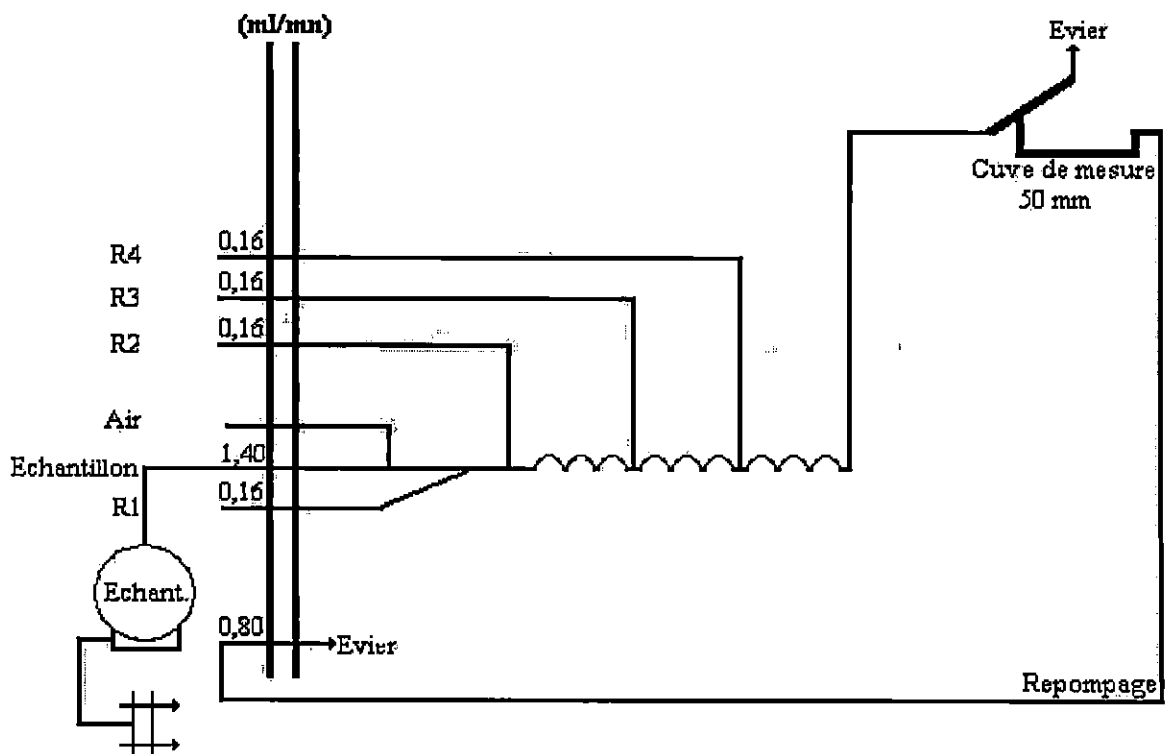 (ml/mn)
Evier
Cuve de mesure
50 mm
R4
0,16
R3
0,16
R2
0,16
Air
Echantillon
1,40
R1
0,16
Echant.
0,80
Evier
Repompage